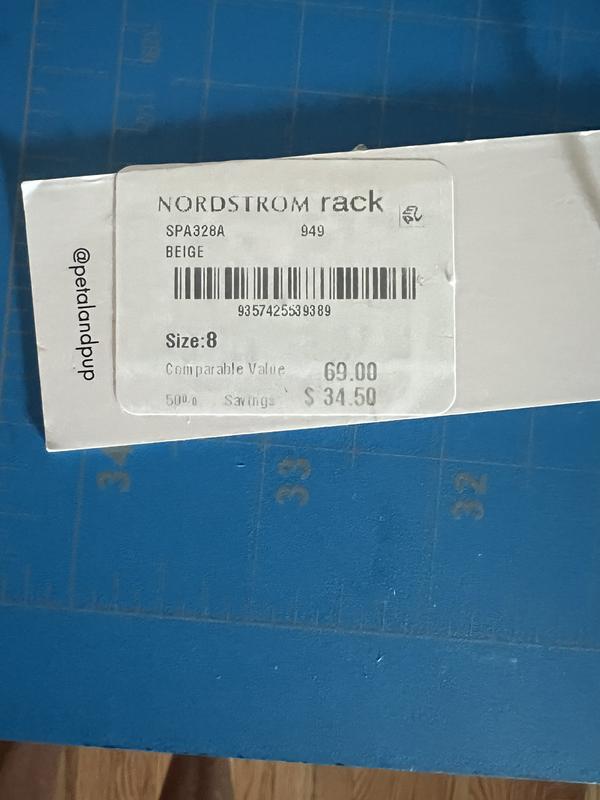 NORDSTROM rack
SPA328A 949
BEIGE
9357425539389
Size:8
Comparable Value 69.00
50% Savings $ 34.50
@petalandpup
34
33
32